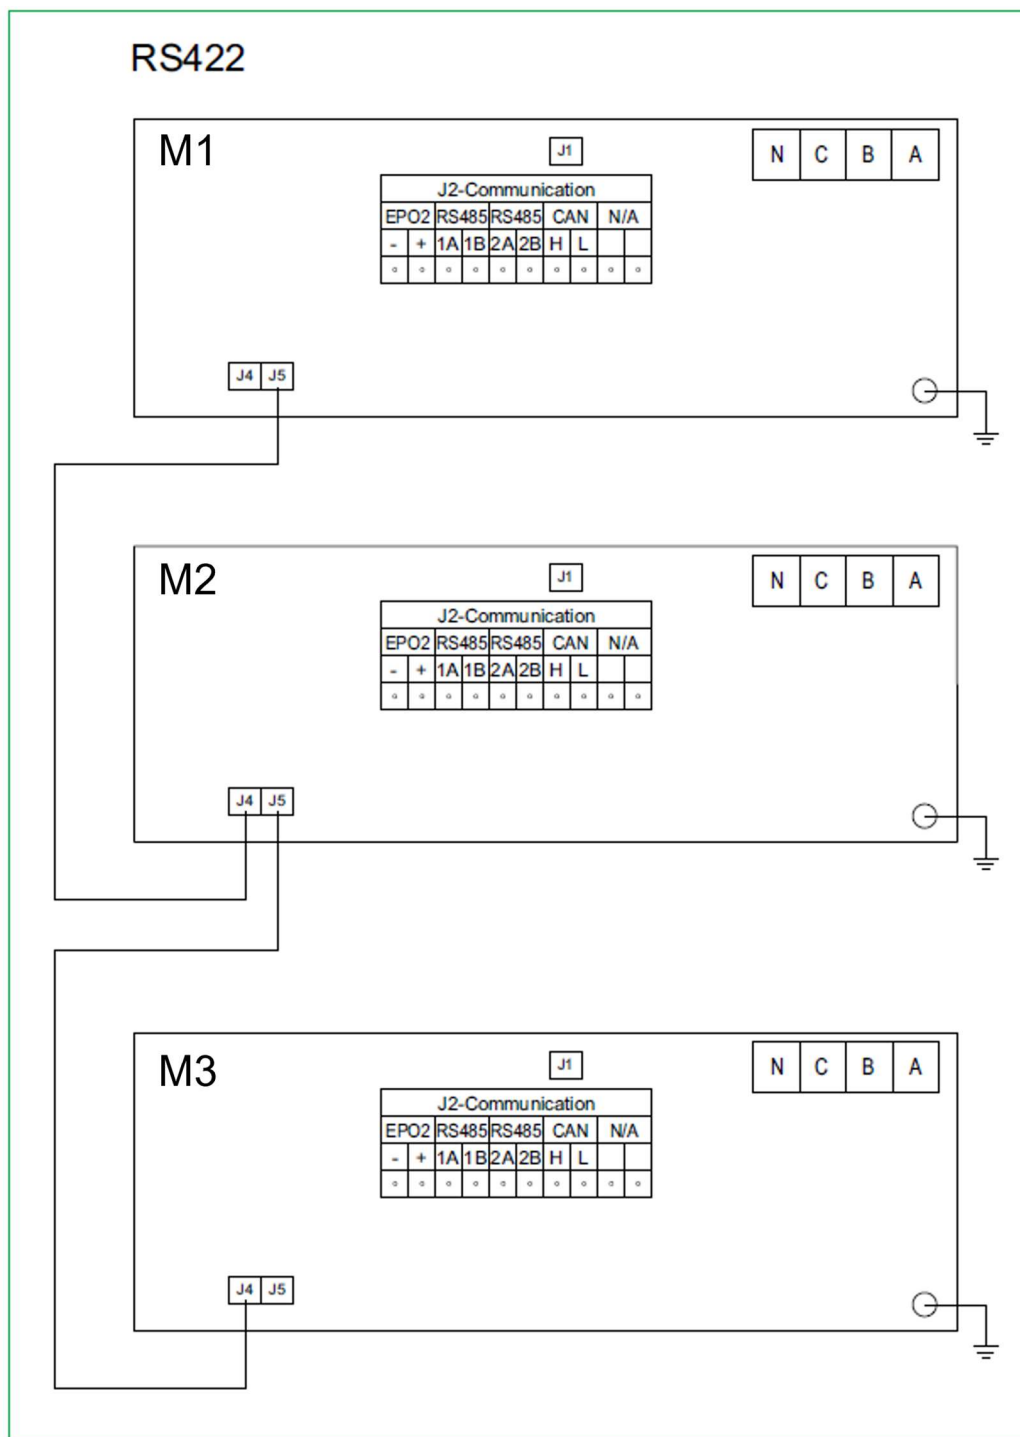 RS422
M1
J1
N C B A
J2-Communication
EPO2 RS485 RS485 CAN N/A
- + 1A 1B 2A 2B H L
J4 J5
M2
J1
N C B A
J2-Communication
EPO2 RS485 RS485 CAN N/A
- + 1A 1B 2A 2B H L
J4 J5
M3
J1
N C B A
J2-Communication
EPO2 RS485 RS485 CAN N/A
- + 1A 1B 2A 2B H L
J4 J5